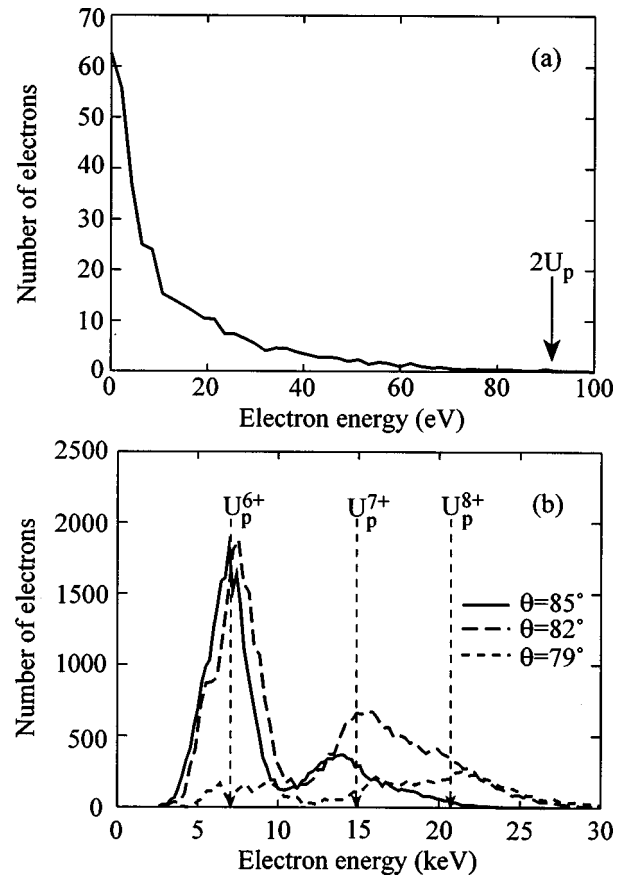 (a)
Number of electrons
70
60
50
40
30
20
10
0
2U_p
0 20 40 60 80 100
Electron energy (eV)
(b)
Number of electrons
2500
2000
1500
1000
500
0
U_p^6+ U_p^7+ U_p^8+
θ=85°
θ=82°
θ=79°
0 5 10 15 20 25 30
Electron energy (keV)